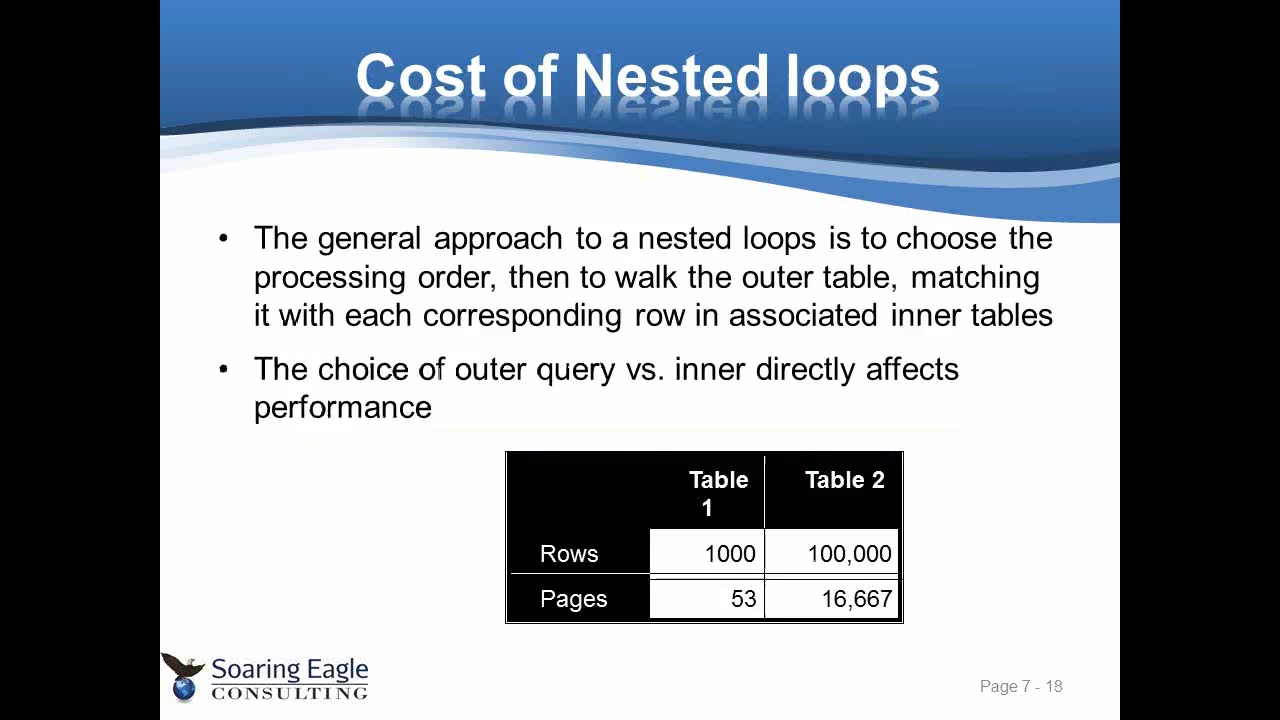 Cost of Nested loops
• The general approach to a nested loops is to choose the
processing order, then to walk the outer table, matching
it with each corresponding row in associated inner tables
• The choice of outer query vs. inner directly affects
performance
Table 1 Table 2
Rows 1000 100,000
Pages 53 16,667
Soaring Eagle
CONSULTING
Page 7 - 18